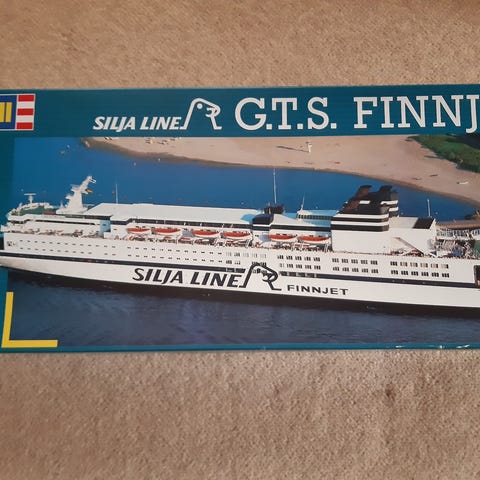 SILJA LINE G.T.S. FINNJ
SILJA LINE
FINNJET